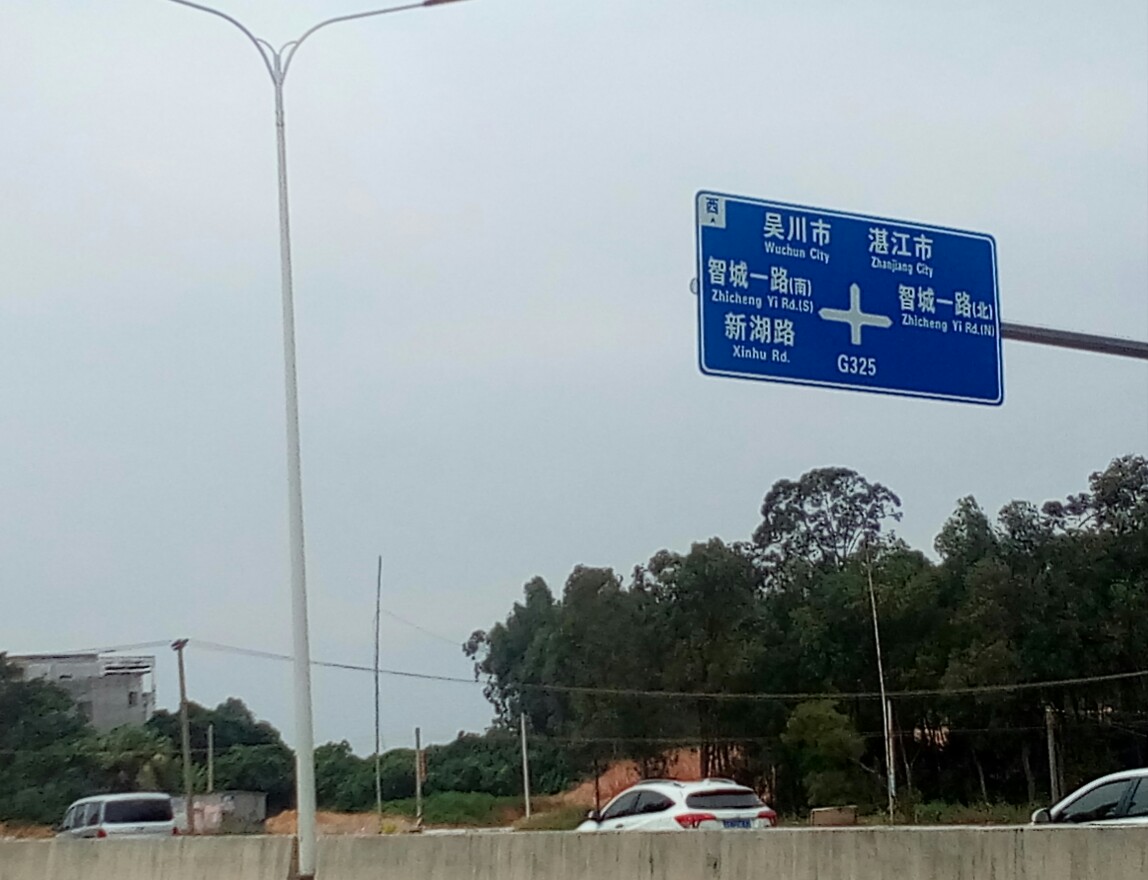 西
吴川市 湛江市
Wuchun City Zhanjiang City
智城一路(南)
Zhicheng Yi Rd.(S)
新湖路
Xinhu Rd.
智城一路(北)
Zhicheng Yi Rd.(N)
G325